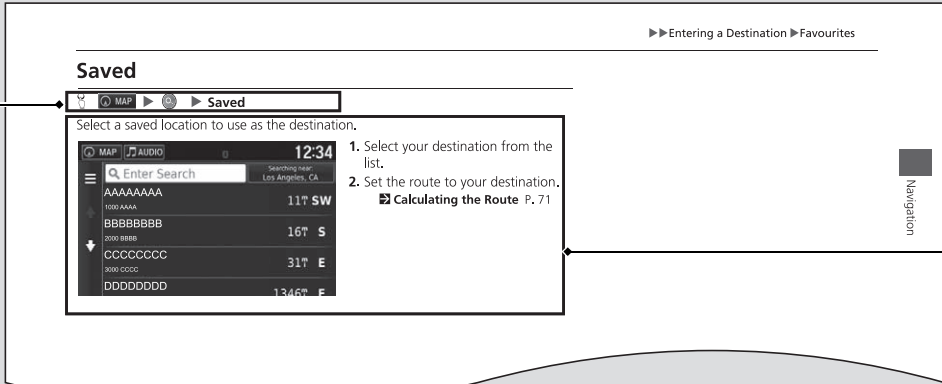 ▶▶Entering a Destination▶Favourites
Saved
MAP ▶ ▶ Saved
Select a saved location to use as the destination.
MAP AUDIO 12:34
Enter Search Searching near:
Los Angeles, CA
AAAAAAAA
1000 AAAA
11 SW
BBBBBBBB
2000 BBBB
16 S
CCCCCCCC
3000 CCCC
31 E
DDDDDDDD
1346 E
1. Select your destination from the
list.
2. Set the route to your destination.
Calculating the Route P. 71
Navigation